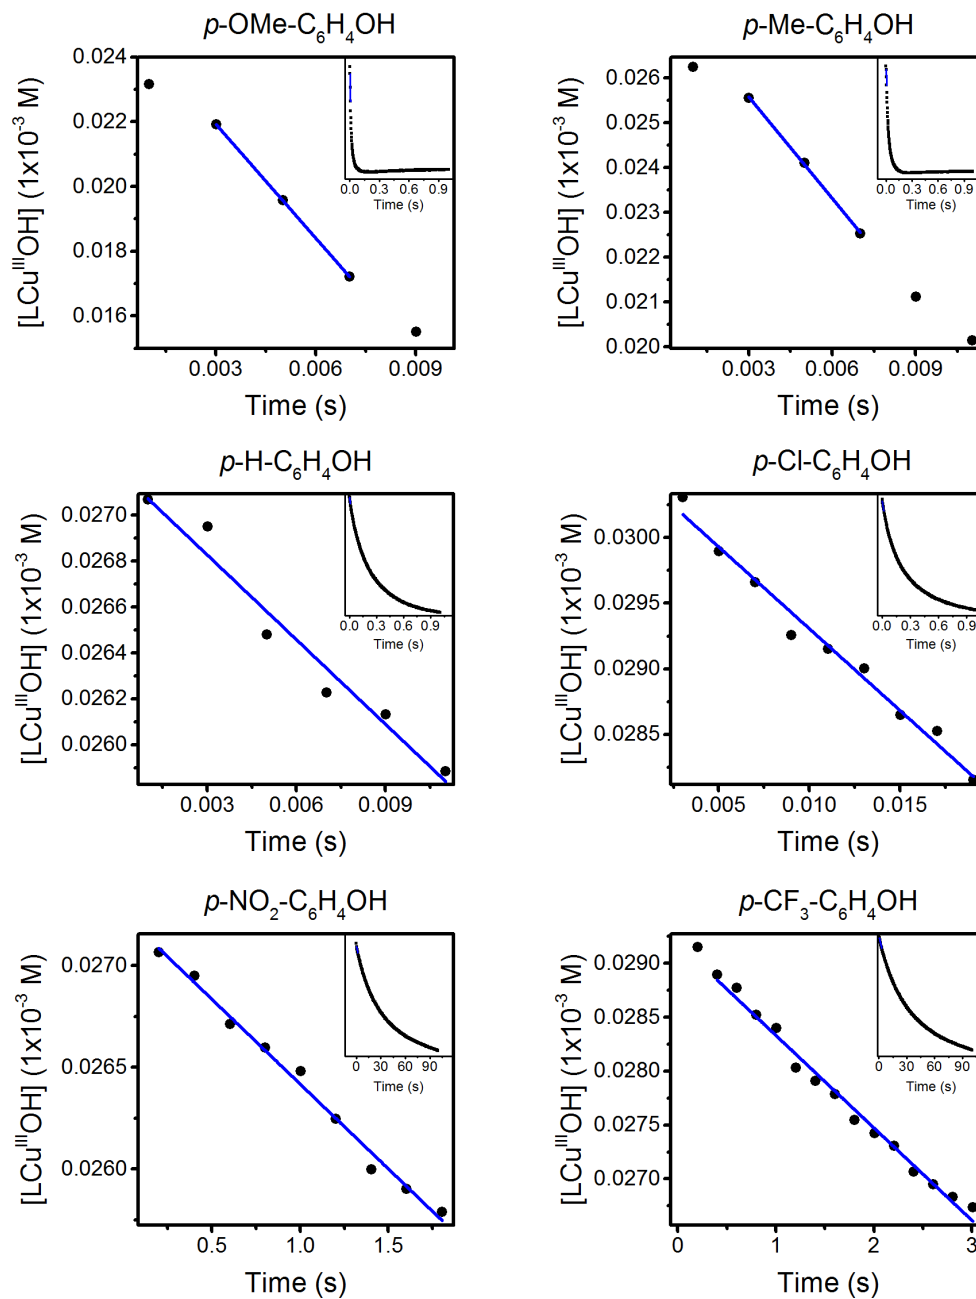 p-OMe-C₆H₄OH
[LCuᴵᴵᴵOH] (1x10⁻³ M)
0.024
0.022
0.020
0.018
0.016
0.003 0.006 0.009
Time (s)
0.0 0.3 0.6 0.9
Time (s)
p-Me-C₆H₄OH
[LCuᴵᴵᴵOH] (1x10⁻³ M)
0.026
0.025
0.024
0.023
0.022
0.021
0.020
0.003 0.006 0.009
Time (s)
0.0 0.3 0.6 0.9
Time (s)
p-H-C₆H₄OH
[LCuᴵᴵᴵOH] (1x10⁻³ M)
0.0270
0.0268
0.0266
0.0264
0.0262
0.0260
0.003 0.006 0.009
Time (s)
0.0 0.3 0.6 0.9
Time (s)
p-Cl-C₆H₄OH
[LCuᴵᴵᴵOH] (1x10⁻³ M)
0.0300
0.0295
0.0290
0.0285
0.005 0.010 0.015
Time (s)
0.0 0.3 0.6 0.9
Time (s)
p-NO₂-C₆H₄OH
[LCuᴵᴵᴵOH] (1x10⁻³ M)
0.0270
0.0265
0.0260
0.5 1.0 1.5
Time (s)
0 30 60 90
Time (s)
p-CF₃-C₆H₄OH
[LCuᴵᴵᴵOH] (1x10⁻³ M)
0.0290
0.0285
0.0280
0.0275
0.0270
0 1 2 3
Time (s)
0 30 60 90
Time (s)